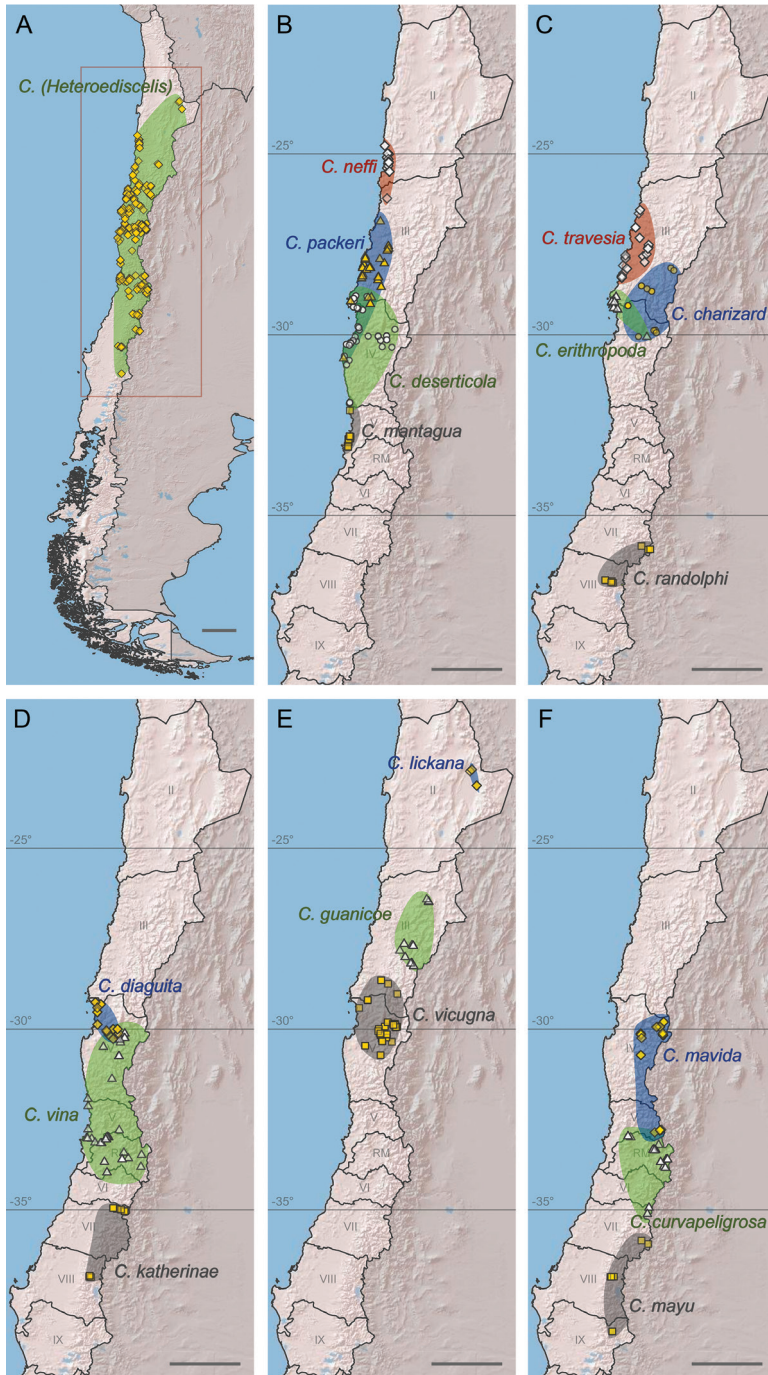 A
C. (Heteroediscelis)
B
II
-25°
C. neffi
III
C. packeri
-30°
IV
C. deserticola
C. mantagua
RM
VI
-35°
VII
VIII
IX
C
II
-25°
III
C. travesia
C. charizard
-30°
C. erithropoda
V
RM
VI
-35°
VII
VIII
C. randolphi
IX
D
II
-25°
III
C. diaguita
-30°
C. vina
V
VI
-35°
VII
VIII
C. katherinae
IX
E
C. lickana
II
-25°
C. guanicoe
III
C. vicugna
-30°
V
RM
VI
-35°
VII
VIII
IX
F
II
-25°
III
-30°
C. mavida
V
RM
VI
-35°
VII
C. curvapeligrosa
VIII
C. mayu
IX